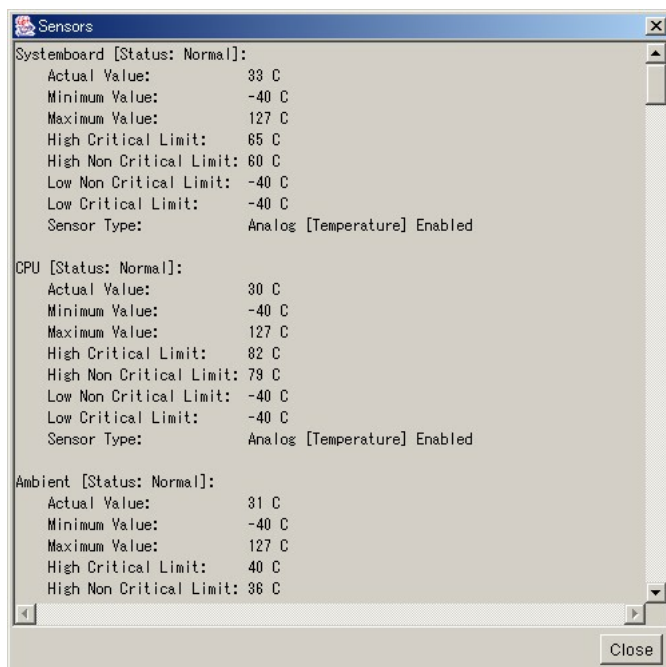 Sensors
Systemboard [Status: Normal]:
Actual Value: 33 C
Minimum Value: -40 C
Maximum Value: 127 C
High Critical Limit: 65 C
High Non Critical Limit: 60 C
Low Non Critical Limit: -40 C
Low Critical Limit: -40 C
Sensor Type: Analog [Temperature] Enabled
CPU [Status: Normal]:
Actual Value: 30 C
Minimum Value: -40 C
Maximum Value: 127 C
High Critical Limit: 82 C
High Non Critical Limit: 79 C
Low Non Critical Limit: -40 C
Low Critical Limit: -40 C
Sensor Type: Analog [Temperature] Enabled
Ambient [Status: Normal]:
Actual Value: 31 C
Minimum Value: -40 C
Maximum Value: 127 C
High Critical Limit: 40 C
High Non Critical Limit: 36 C
Close